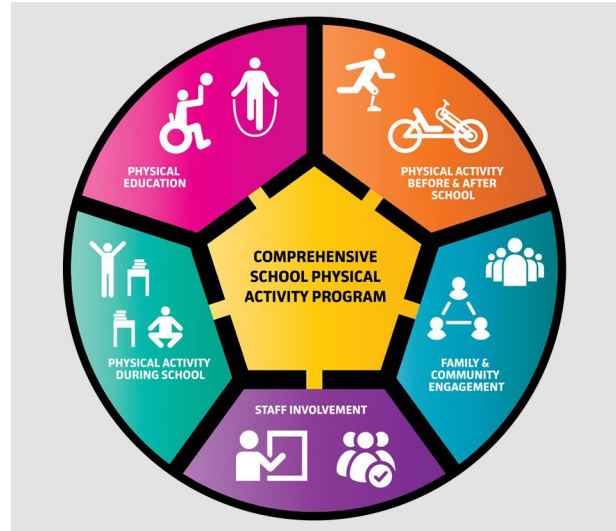 PHYSICAL
EDUCATION
PHYSICAL ACTIVITY
BEFORE & AFTER
SCHOOL
COMPREHENSIVE
SCHOOL PHYSICAL
ACTIVITY PROGRAM
PHYSICAL ACTIVITY
DURING SCHOOL
FAMILY &
COMMUNITY
ENGAGEMENT
STAFF INVOLVEMENT